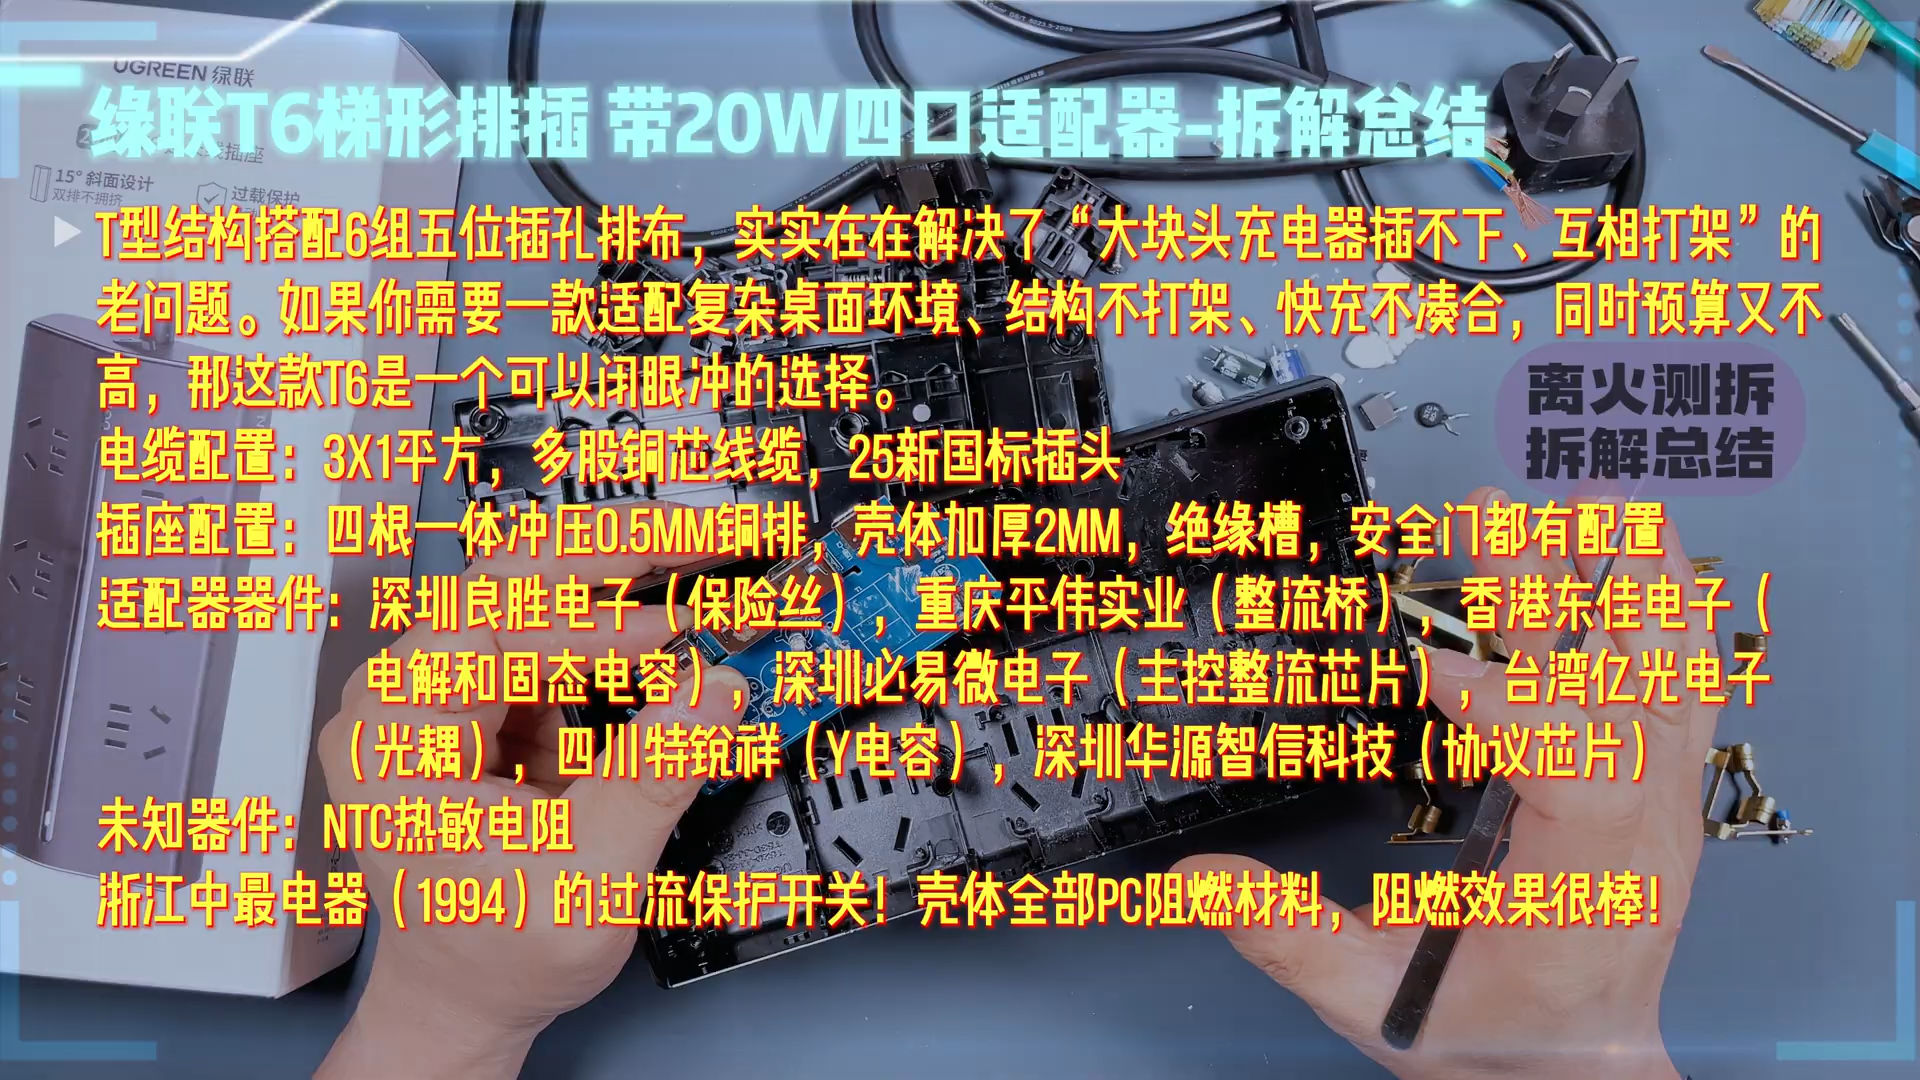 UGREEN 绿联
绿联T6梯形排插 带20W四口适配器-拆解总结
15°斜面设计
双排不拥挤
过载保护
T型结构搭配6组五位插孔排布，实实在在解决了“大块头充电器插不下、互相打架”的
老问题。如果你需要一款适配复杂桌面环境、结构不打架、快充不凑合，同时预算又不
高，那这款T6是一个可以闭眼冲的选择。
离火测拆
拆解总结
电缆配置：3X1平方，多股铜芯线缆，25新国标插头
插座配置：四根一体冲压0.5MM铜排，壳体加厚2MM，绝缘槽，安全门都有配置
适配器器件：深圳良胜电子（保险丝），重庆平伟实业（整流桥），香港东佳电子（
电解和固态电容），深圳必易微电子（主控整流芯片），台湾亿光电子
（光耦），四川特锐祥（Y电容），深圳华源智信科技（协议芯片）
未知器件：NTC热敏电阻
浙江中最电器（1994）的过流保护开关！壳体全部PC阻燃材料，阻燃效果很棒！